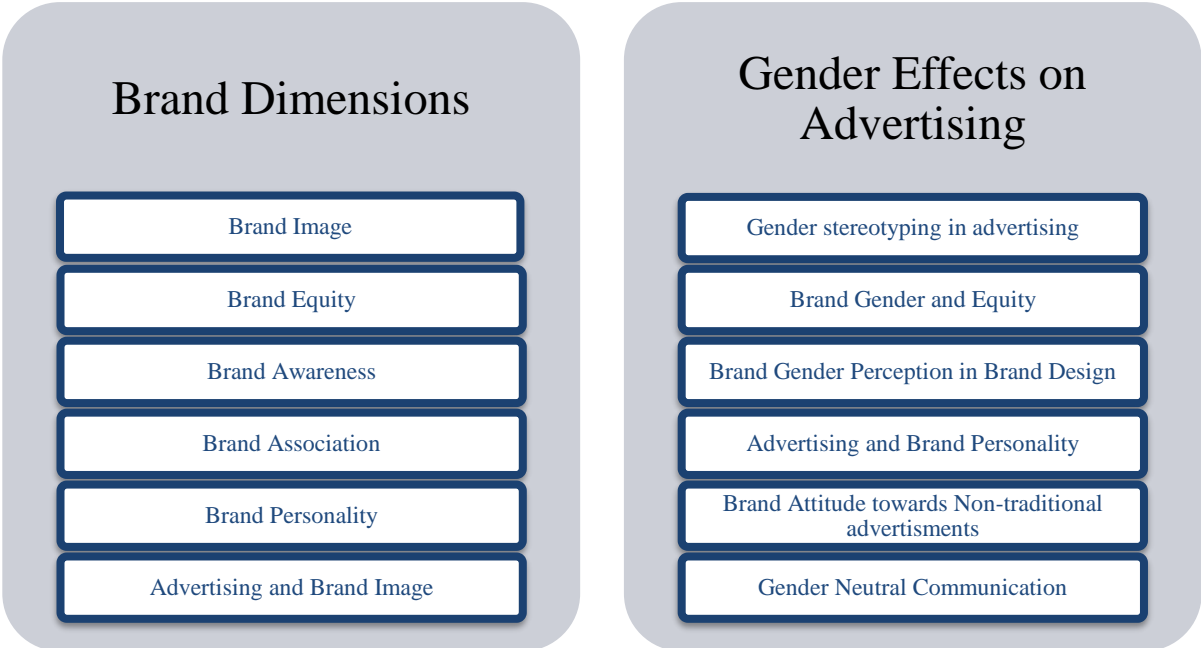 Brand Dimensions
Brand Image
Brand Equity
Brand Awareness
Brand Association
Brand Personality
Advertising and Brand Image
Gender Effects on
Advertising
Gender stereotyping in advertising
Brand Gender and Equity
Brand Gender Perception in Brand Design
Advertising and Brand Personality
Brand Attitude towards Non-traditional
advertisments
Gender Neutral Communication